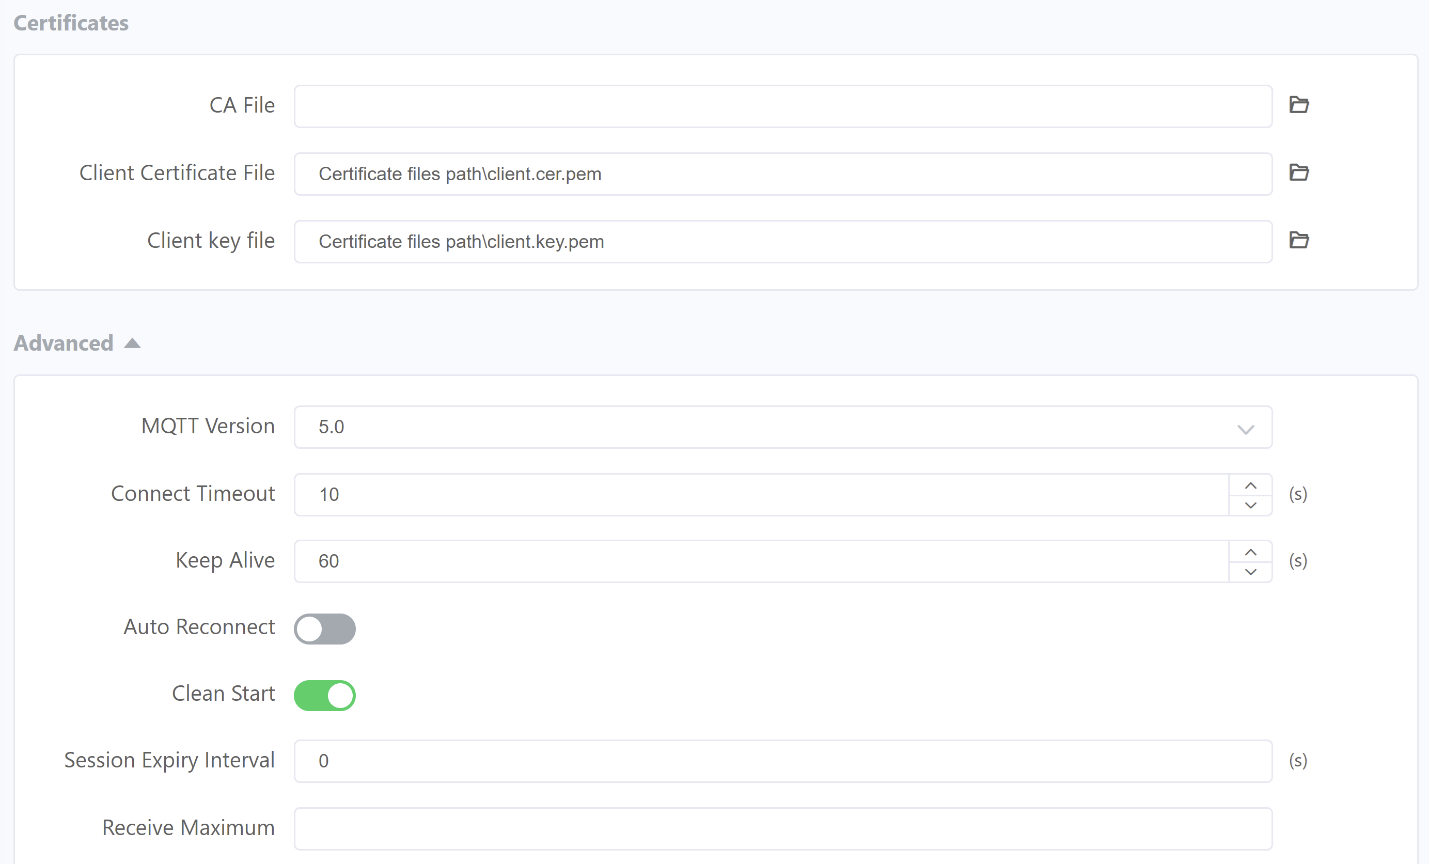 Certificates
CA File
Client Certificate File Certificate files path\client.cer.pem
Client key file Certificate files path\client.key.pem
Advanced
MQTT Version 5.0
Connect Timeout 10 (s)
Keep Alive 60 (s)
Auto Reconnect
Clean Start
Session Expiry Interval 0 (s)
Receive Maximum